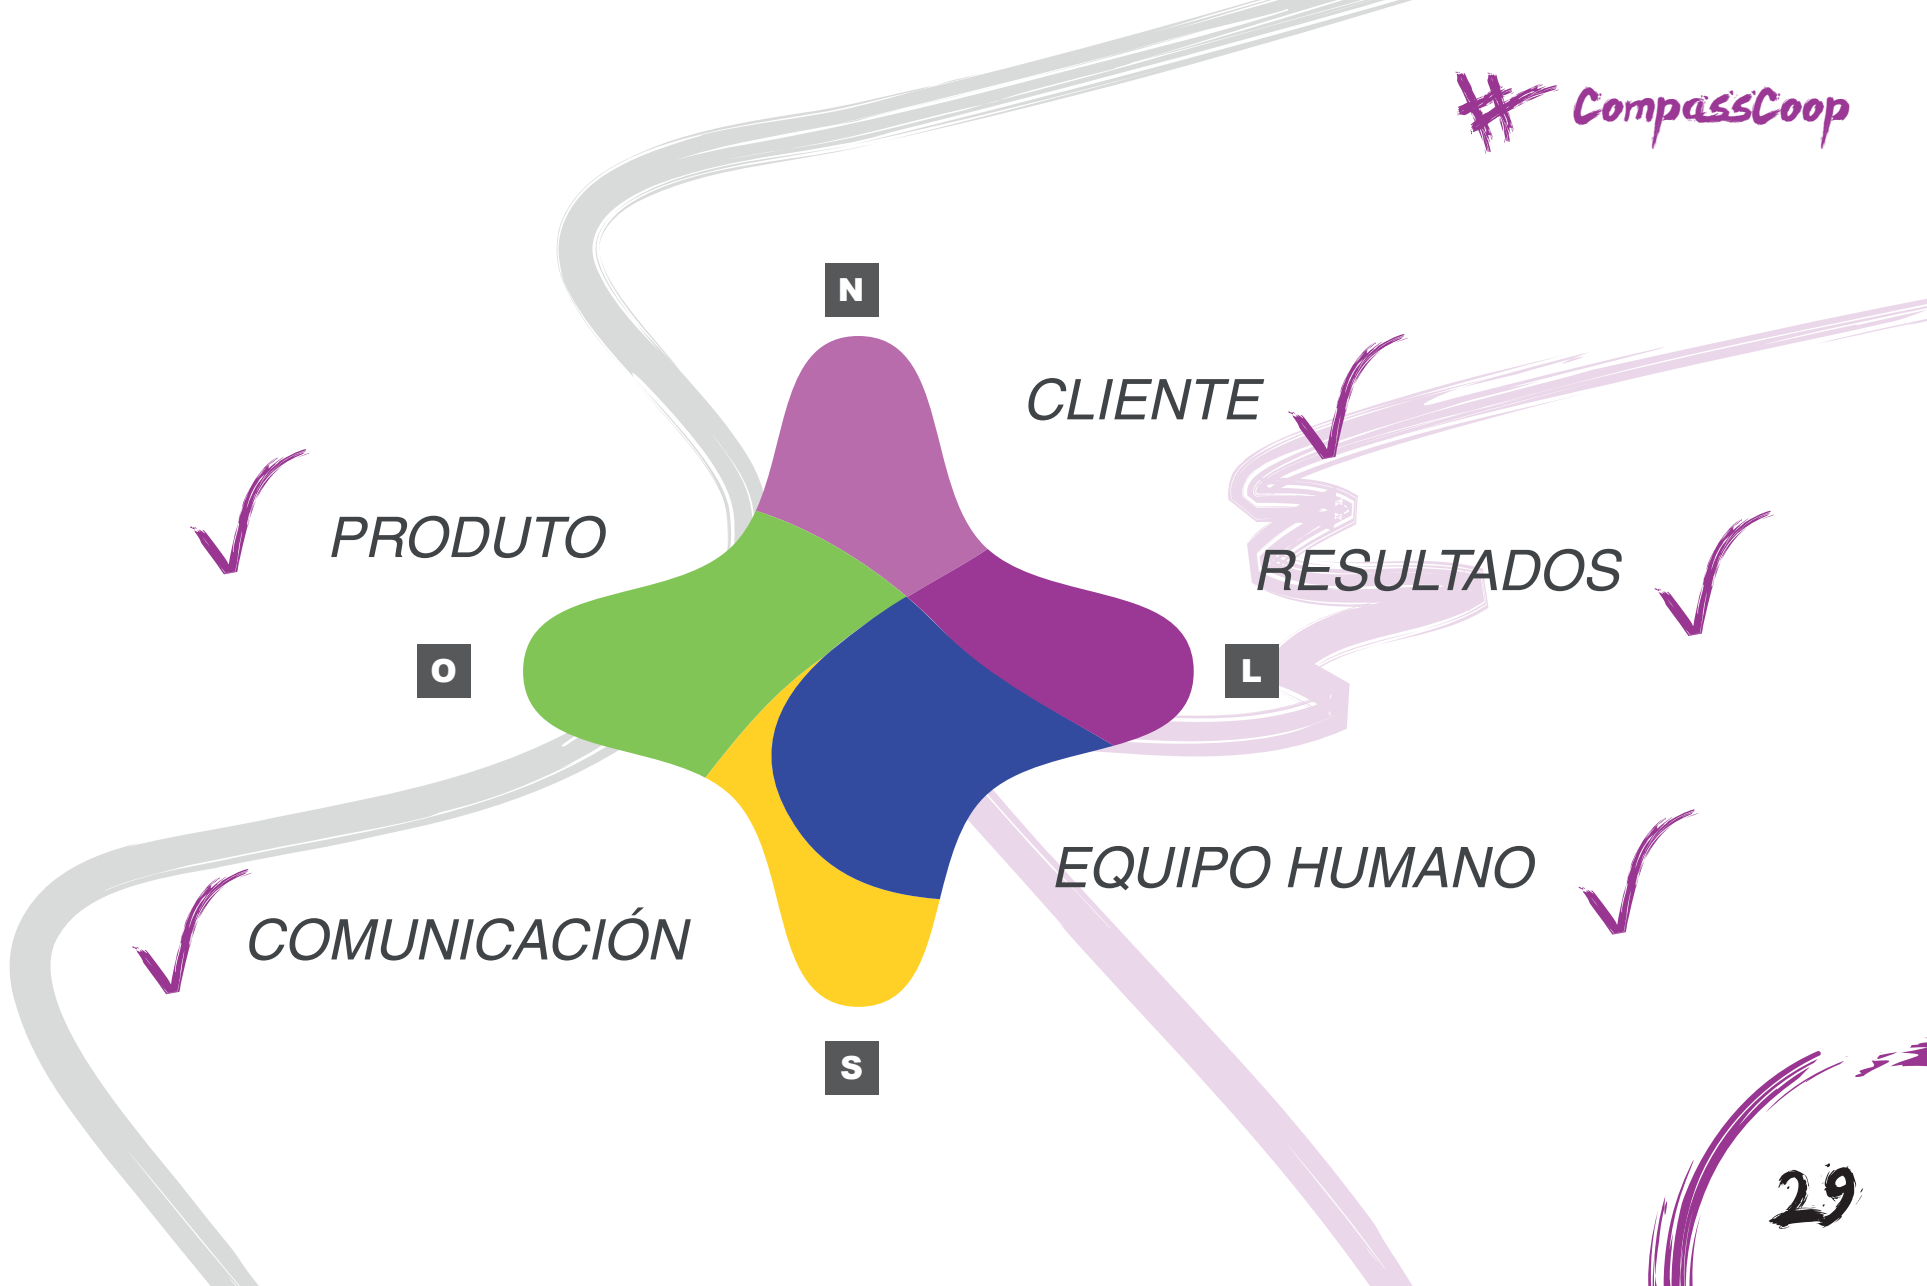 # CompassCoop
N
CLIENTE
PRODUTO
RESULTADOS
O
L
EQUIPO HUMANO
COMUNICACIÓN
S
29